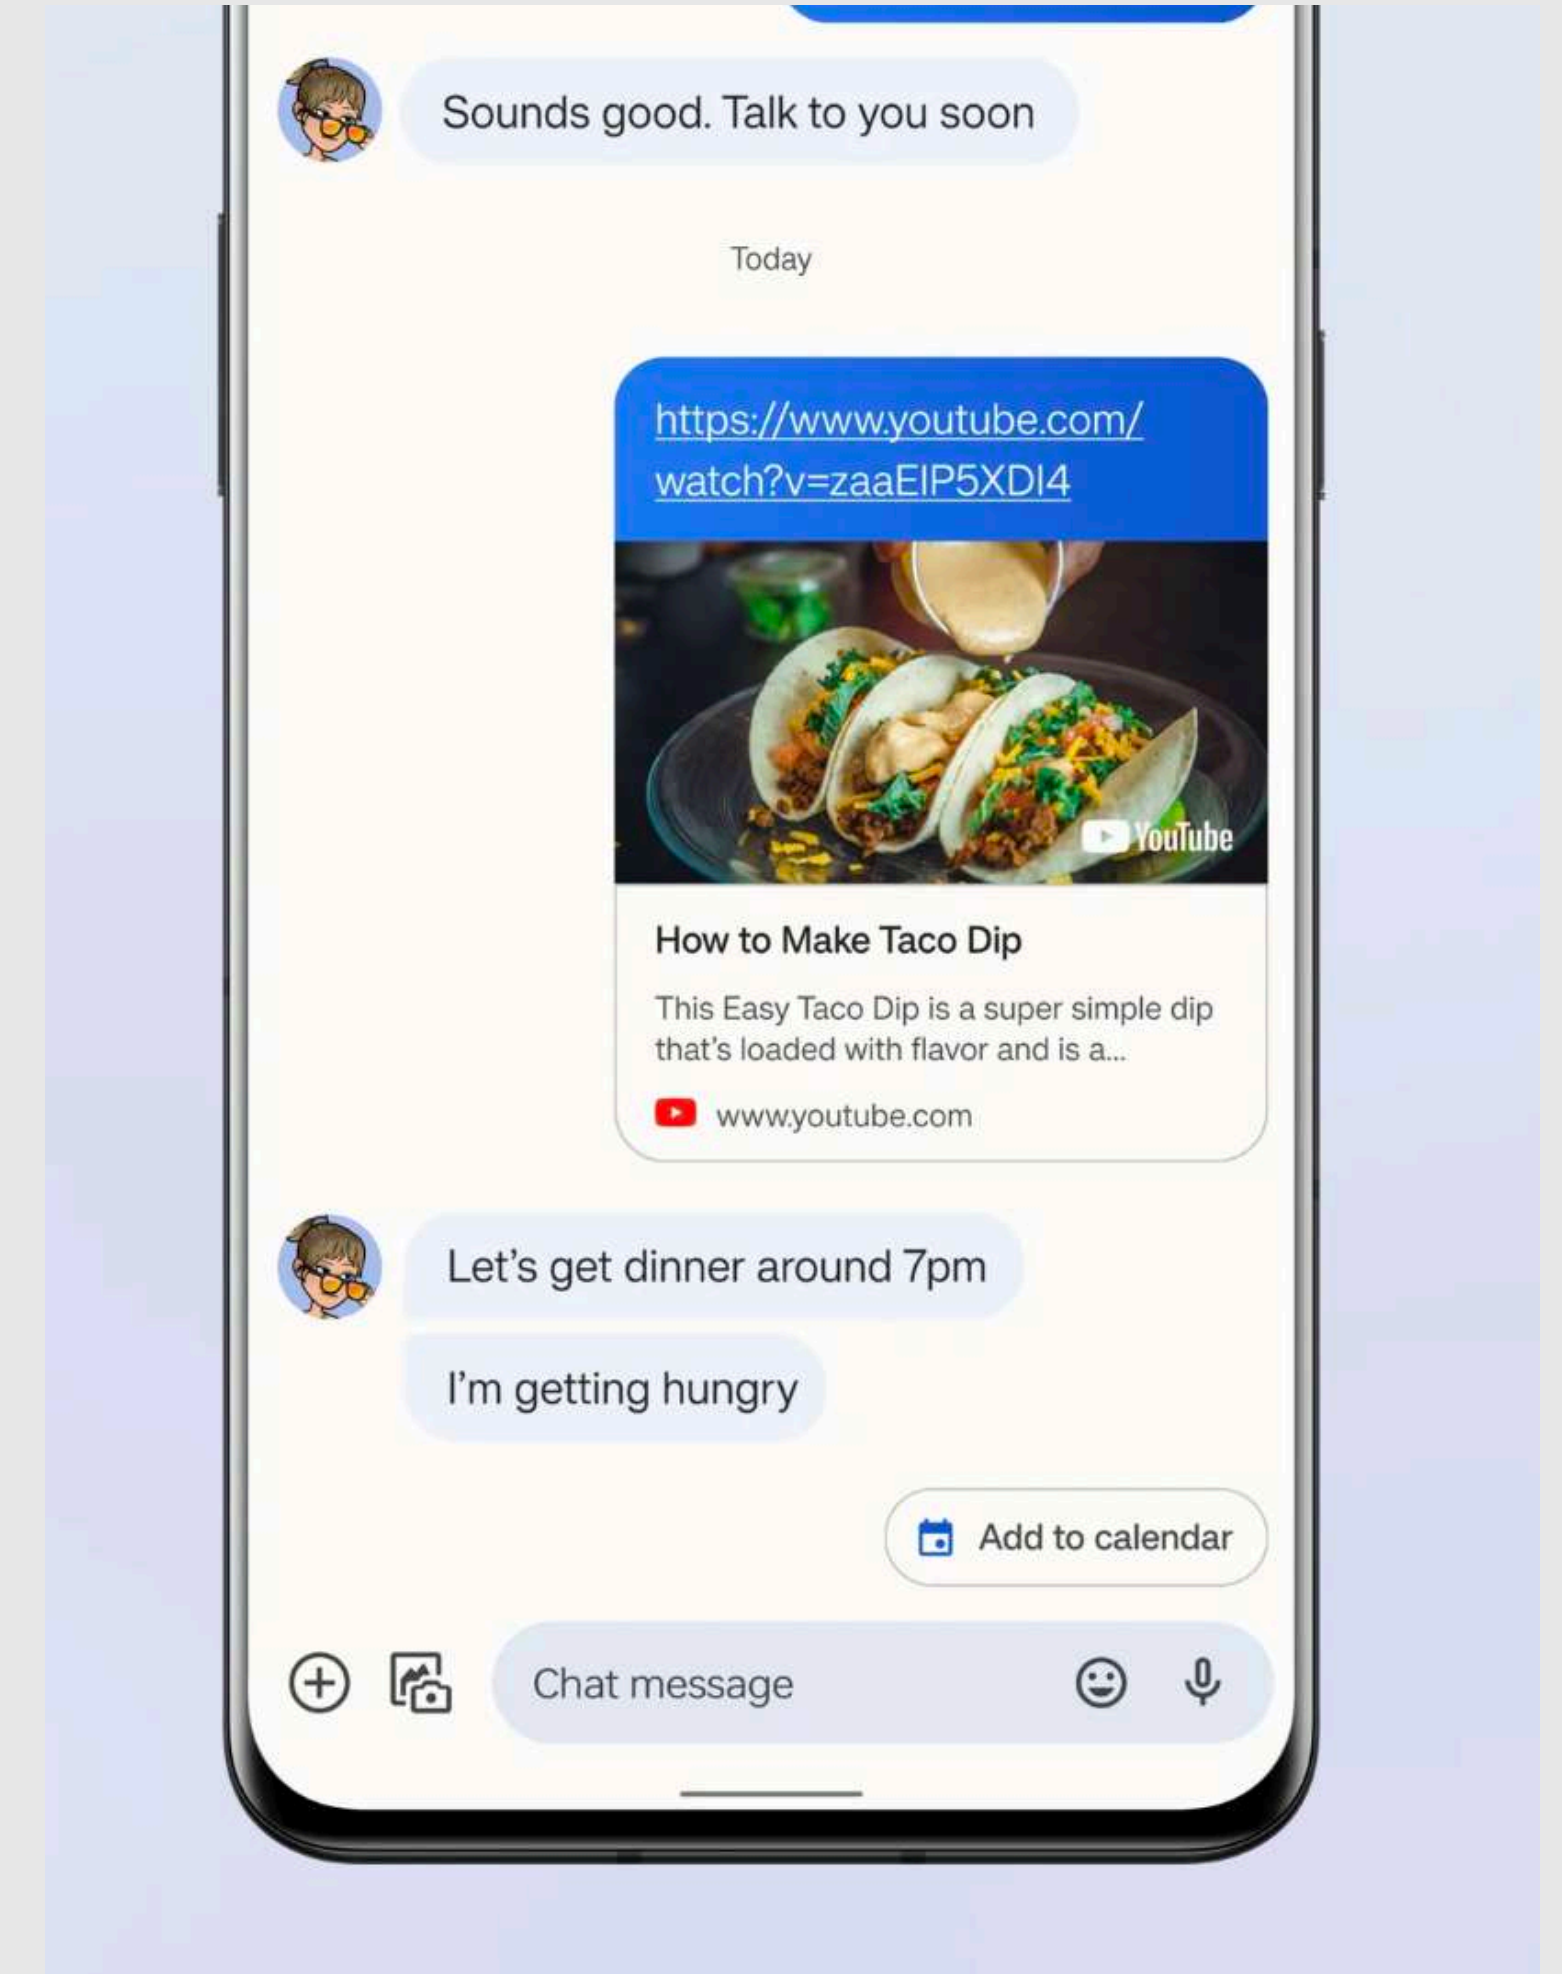 Sounds good. Talk to you soon
Today
https://www.youtube.com/
watch?v=zaaEIP5XDI4
YouTube
How to Make Taco Dip
This Easy Taco Dip is a super simple dip
that's loaded with flavor and is a...
www.youtube.com
Let's get dinner around 7pm
I'm getting hungry
Add to calendar
Chat message